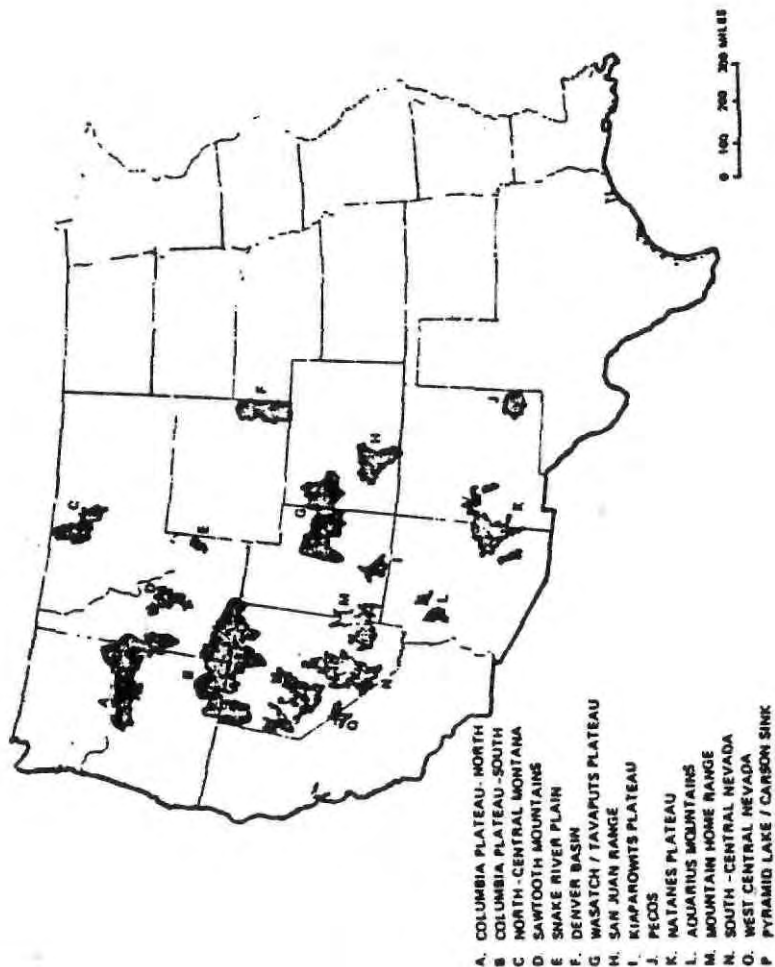 A. COLUMBIA PLATEAU-NORTH
B COLUMBIA PLATEAU-SOUTH
C NORTH-CENTRAL MONTANA
D. SAWTOOTH MOUNTAINS
E SNAKE RIVER PLAIN
F. DENVER BASIN
G WASATCH / TAVAPUTS PLATEAU
H. SAN JUAN RANGE
I. KIAPAROWITS PLATEAU
J. PECOS
K. NATANES PLATEAU
L. AQUARIUS MOUNTAINS
M. MOUNTAIN HOME RANGE
N. SOUTH-CENTRAL NEVADA
O. WEST CENTRAL NEVADA
P PYRAMID LAKE / CARSON SINK
A
B
C
D
E
F
G
H
I
J
K
L
M
N
O
0 100 200 300 MILES